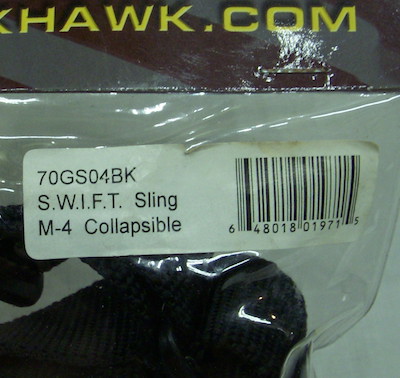 KHAWK.COM
70GS04BK
S.W.I.F.T. Sling
M-4 Collapsible
6 48018 01971 5